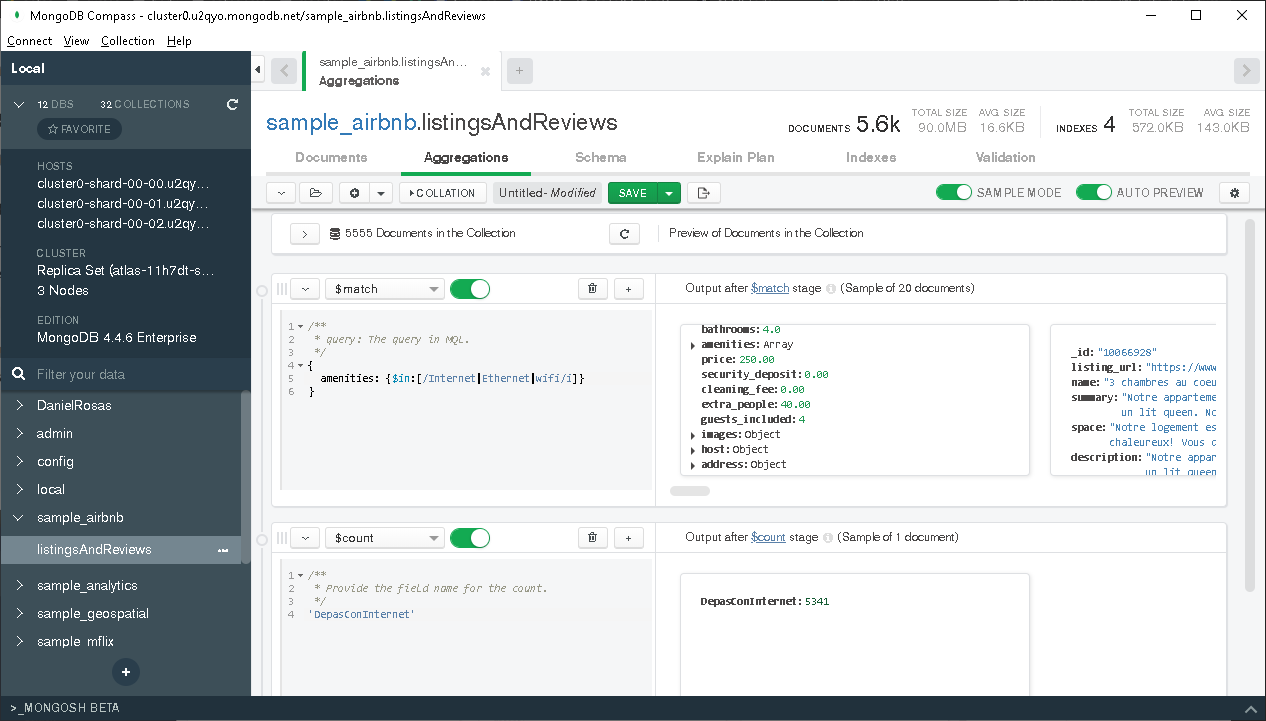 MongoDB Compass - cluster0.u2qyo.mongodb.net/sample_airbnb.listingsAndReviews
Connect View Collection Help
Local
12 DBS 32 COLLECTIONS
FAVORITE
HOSTS
cluster0-shard-00-00.u2qy...
cluster0-shard-00-01.u2qy...
cluster0-shard-00-02.u2qy...
CLUSTER
Replica Set (atlas-11h7dt-s...
3 Nodes
EDITION
MongoDB 4.4.6 Enterprise
Filter your data
DanielRosas
admin
config
local
sample_airbnb
listingsAndReviews
sample_analytics
sample_geospatial
sample_mflix
sample_airbnb.listingsAn...
Aggregations
sample_airbnb.listingsAndReviews
DOCUMENTS 5.6k
TOTAL SIZE 90.0MB
AVG. SIZE 16.6KB
INDEXES 4
TOTAL SIZE 572.0KB
AVG. SIZE 143.0KB
Documents Aggregations Schema Explain Plan Indexes Validation
COLLATION Untitled- Modified SAVE SAMPLE MODE AUTO PREVIEW
5555 Documents in the Collection Preview of Documents in the Collection
$match Output after $match stage (Sample of 20 documents)
1 /**
2 * query: The query in MQL.
3 */
4 {
5 amenities: {$in:[/Internet|Ethernet|wifi/i]}
6 }
bathrooms: 4.0
amenities: Array
price: 250.00
security_deposit: 0.00
cleaning_fee: 0.00
extra_people: 40.00
guests_included: 4
images: Object
host: Object
address: Object
_id: "10066928"
listing_url: "https://www
name: "3 chambres au coeu
summary: "Notre apparteme
un lit queen. Nc
space: "Notre logement es
chaleureux! Vous c
description: "Notre appar
un lit queen
$count Output after $count stage (Sample of 1 document)
1 /**
2 * Provide the field name for the count.
3 */
4 'DepasConInternet'
DepasConInternet: 5341
>_MONGOSH BETA